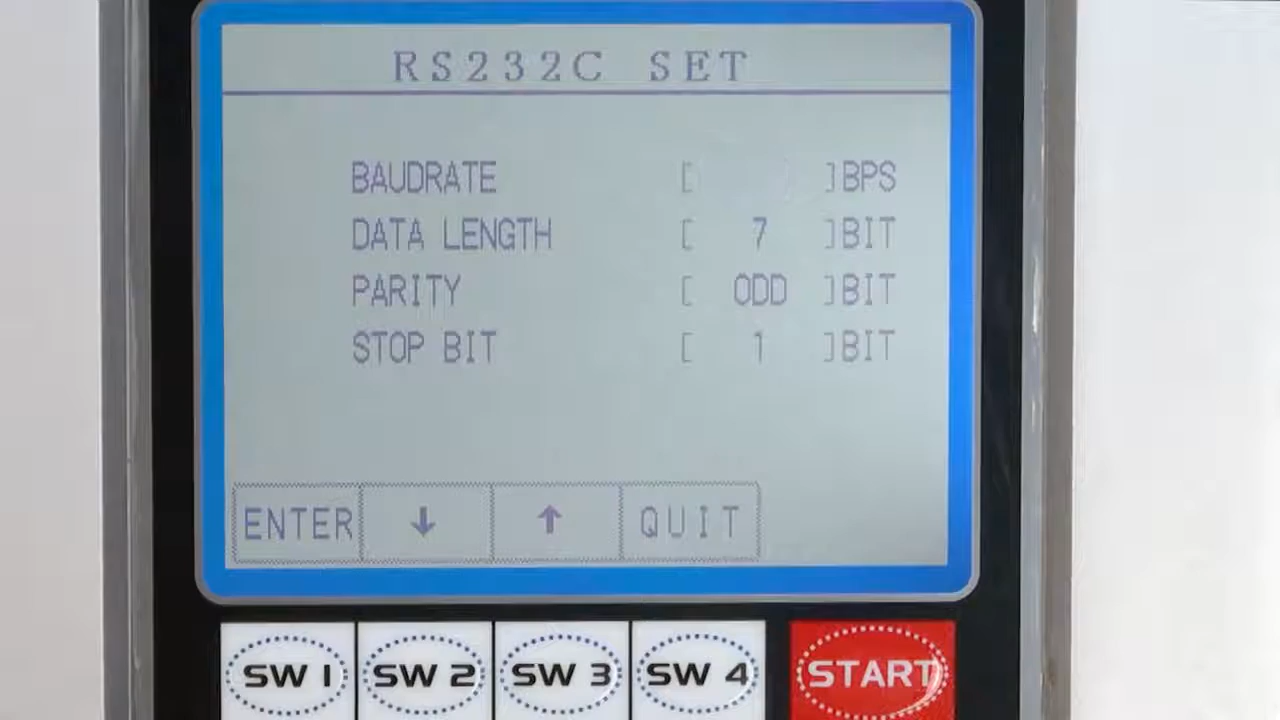 RS232C SET
BAUDRATE [ ]BPS
DATA LENGTH [ 7 ]BIT
PARITY [ ODD ]BIT
STOP BIT [ 1 ]BIT
ENTER ↓ ↑ QUIT
SW 1 SW 2 SW 3 SW 4 START